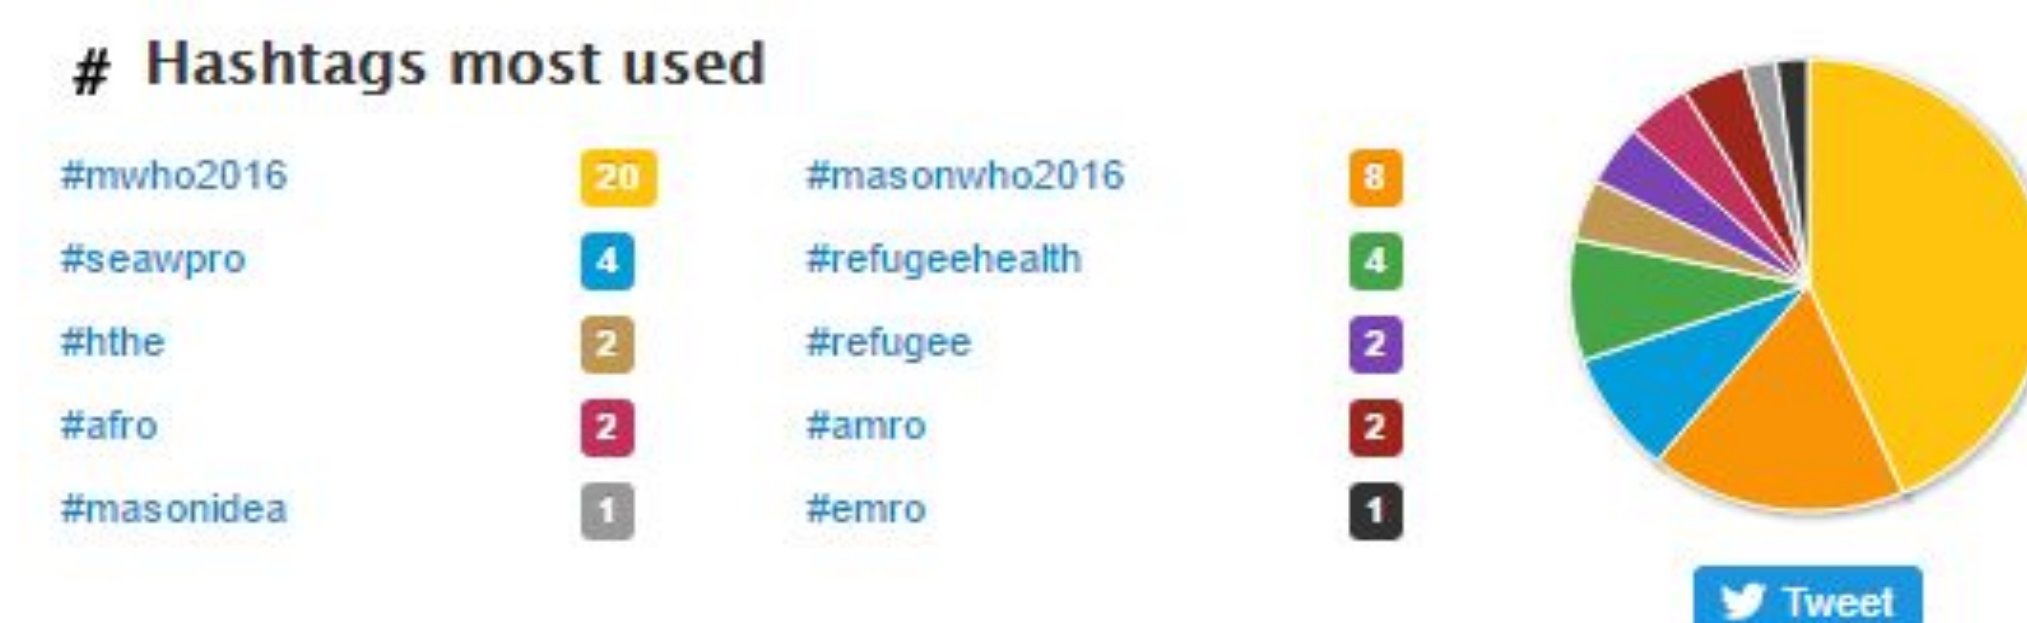 # Hashtags most used
#mwho2016 20 #masonwho2016 8
#seawpro 4 #refugeehealth 4
#hthe 2 #refugee 2
#afro 2 #amro 2
#masonidea 1 #emro 1
Tweet